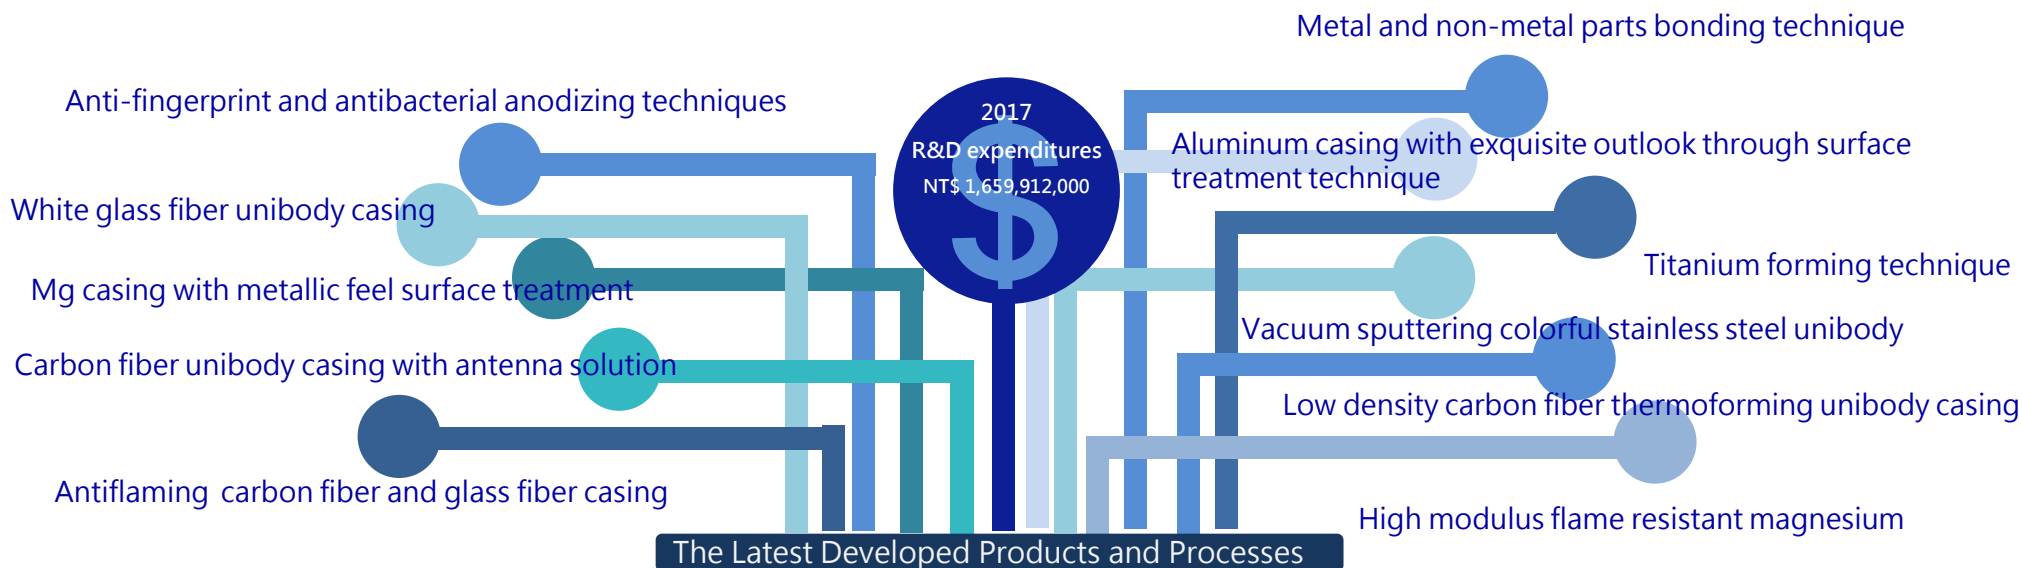 Metal and non-metal parts bonding technique
Anti-fingerprint and antibacterial anodizing techniques
2017
R&D expenditures
NT$ 1,659,912,000
Aluminum casing with exquisite outlook through surface
treatment technique
White glass fiber unibody casing
Titanium forming technique
Mg casing with metallic feel surface treatment
Vacuum sputtering colorful stainless steel unibody
Carbon fiber unibody casing with antenna solution
Low density carbon fiber thermoforming unibody casing
Antiflaming  carbon fiber and glass fiber casing
High modulus flame resistant magnesium
The Latest Developed Products and Processes